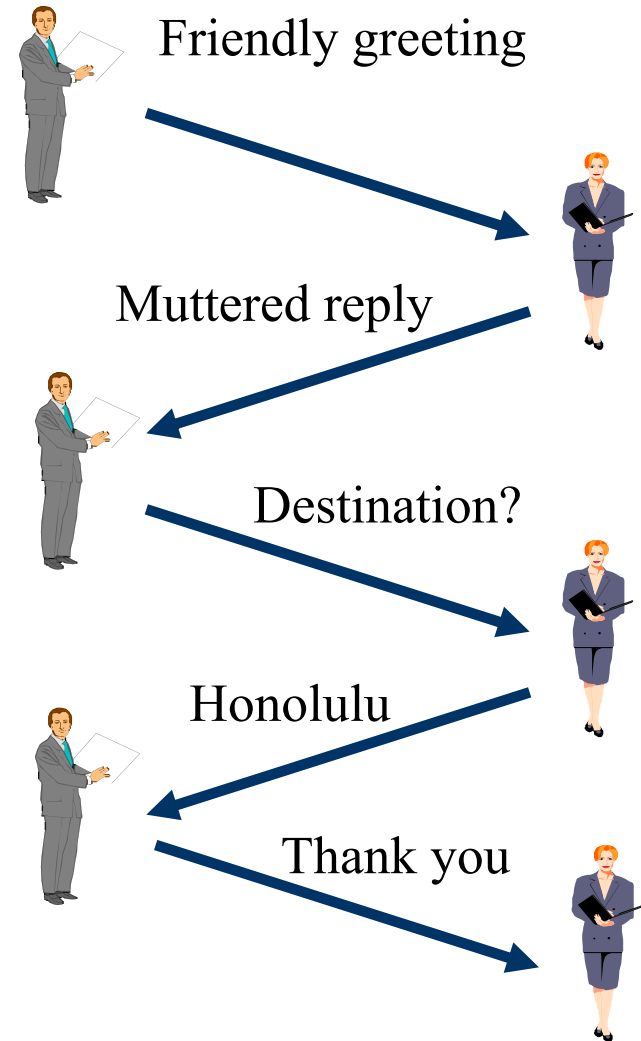 Friendly greeting
Muttered reply
Destination?
Honolulu
Thank you